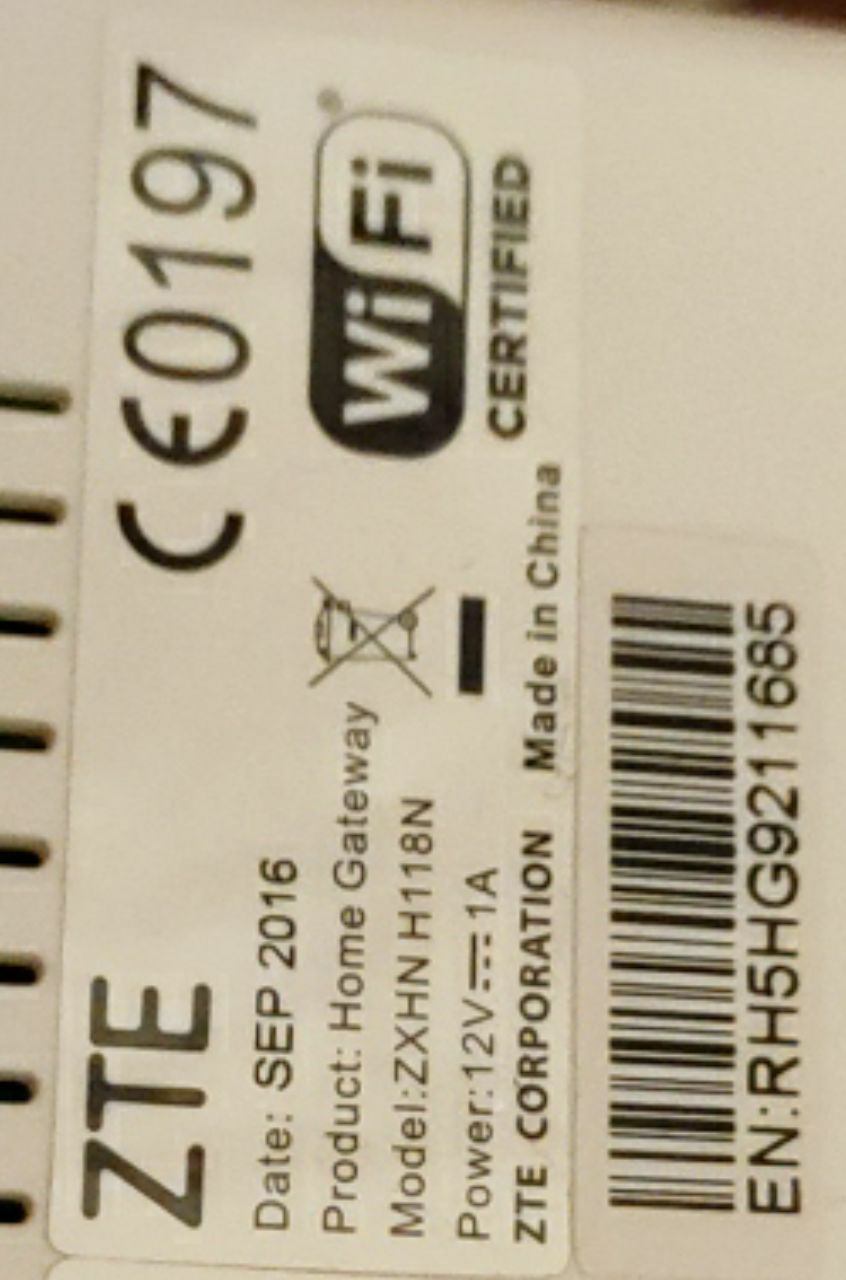 ZTE
CE0197
Date: SEP 2016
Product: Home Gateway
Model:ZXHN H118N
Power:12V⎓1A
ZTE CORPORATION Made in China
WiFi®
CERTIFIED
EN:RH5HG9211685